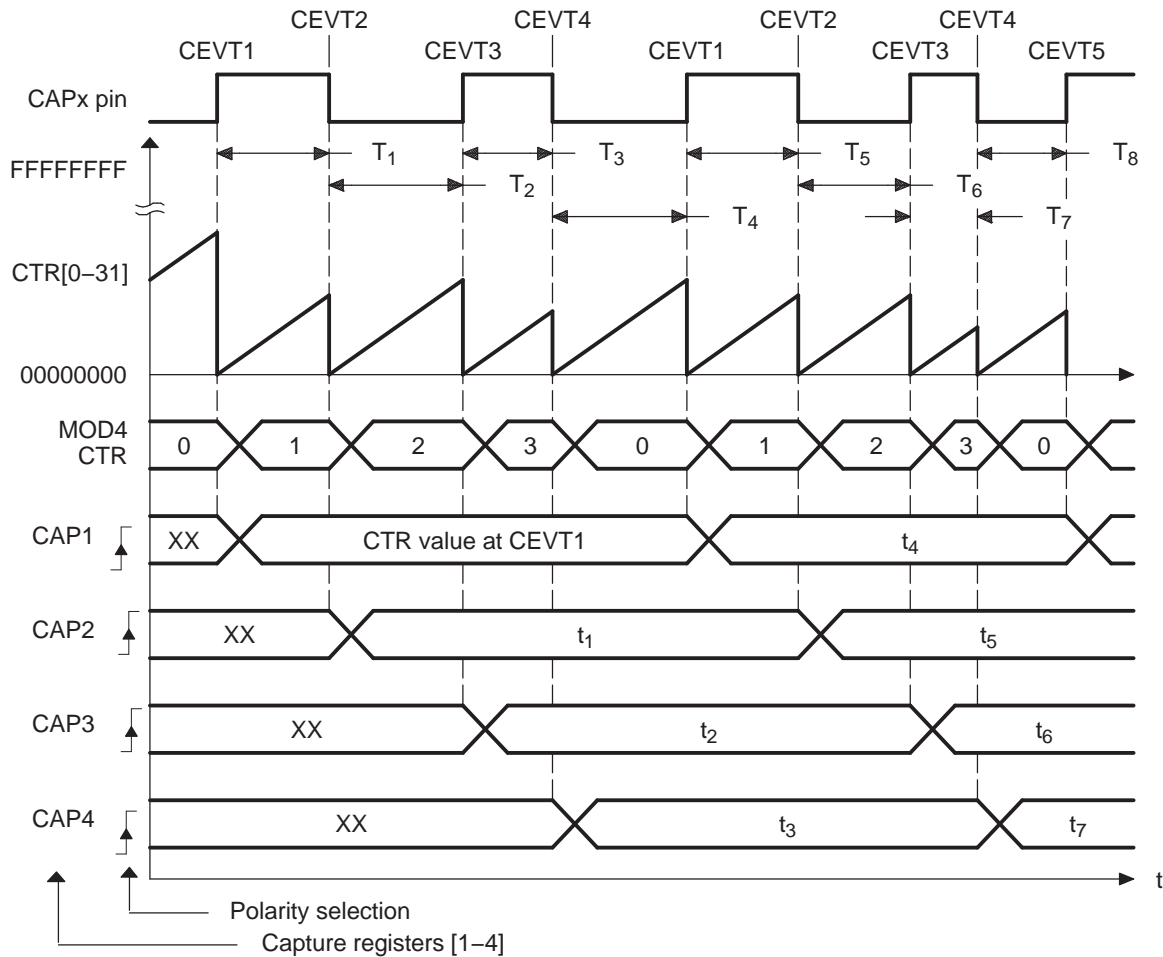 CEVT2 CEVT4 CEVT2 CEVT4
CEVT1 CEVT3 CEVT1 CEVT3 CEVT5
CAPx pin
FFFFFFFF
T1 T3 T5 T8
T2 T6
T4 T7
CTR[0−31]
00000000
MOD4
CTR
0 1 2 3 0 1 2 3 0
CAP1 XX CTR value at CEVT1 t4
CAP2 XX t1 t5
CAP3 XX t2 t6
CAP4 XX t3 t7
t
Polarity selection
Capture registers [1−4]